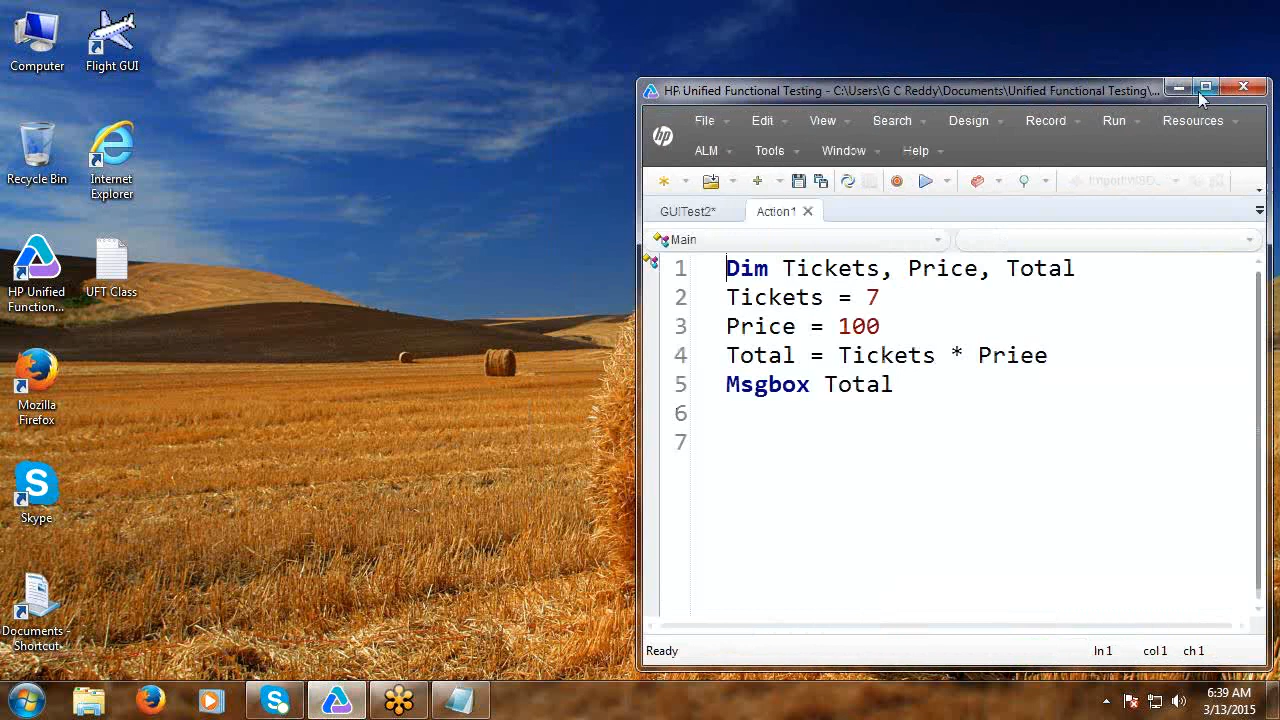 Computer
Flight GUI
Recycle Bin
Internet
Explorer
HP Unified
Function...
UFT Class
Mozilla
Firefox
Skype
Documents -
Shortcut
HP Unified Functional Testing - C:\Users\G C Reddy\Documents\Unified Functional Testing\...
hp
File Edit View Search Design Record Run Resources
ALM Tools Window Help
Import WSD...
GUITest2* Action1
Main
1 Dim Tickets, Price, Total
2 Tickets = 7
3 Price = 100
4 Total = Tickets * Priee
5 Msgbox Total
6
7
Ready ln 1 col 1 ch 1
6:39 AM
3/13/2015